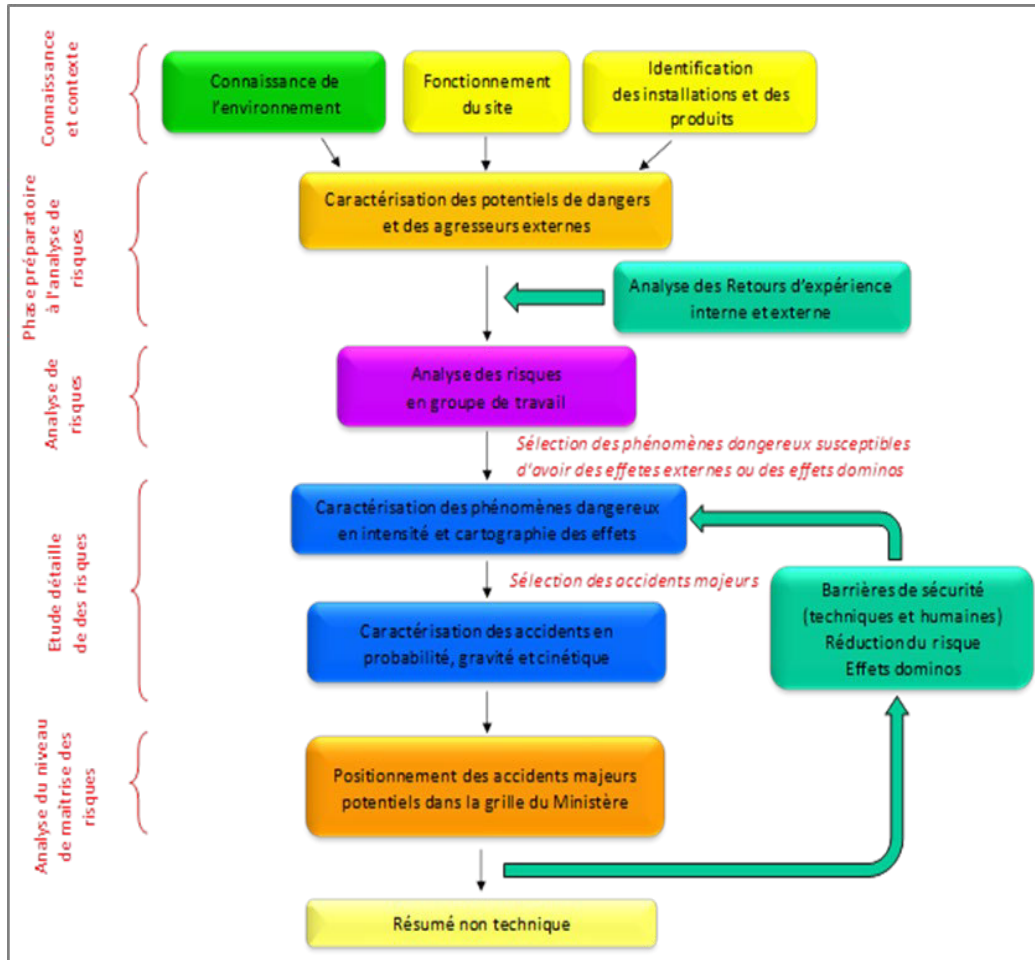 Connaissance
et contexte
Connaissance de
l'environnement
Fonctionnement
du site
Identification
des installations et des
produits
Phase préparatoire
à l'analyse de
risques
Caractérisation des potentiels de dangers
et des agresseurs externes
Analyse des Retours d'expérience
interne et externe
Analyse de
risques
Analyse des risques
en groupe de travail
Sélection des phénomènes dangereux susceptibles
d'avoir des effetes externes ou des effets dominos
Etude détaille
de des risques
Caractérisation des phénomènes dangereux
en intensité et cartographie des effets
Sélection des accidents majeurs
Caractérisation des accidents en
probabilité, gravité et cinétique
Barrières de sécurité
(techniques et humaines)
Réduction du risque
Effets dominos
Analyse du niveau
de maîtrise des
risques
Positionnement des accidents majeurs
potentiels dans la grille du Ministère
Résumé non technique